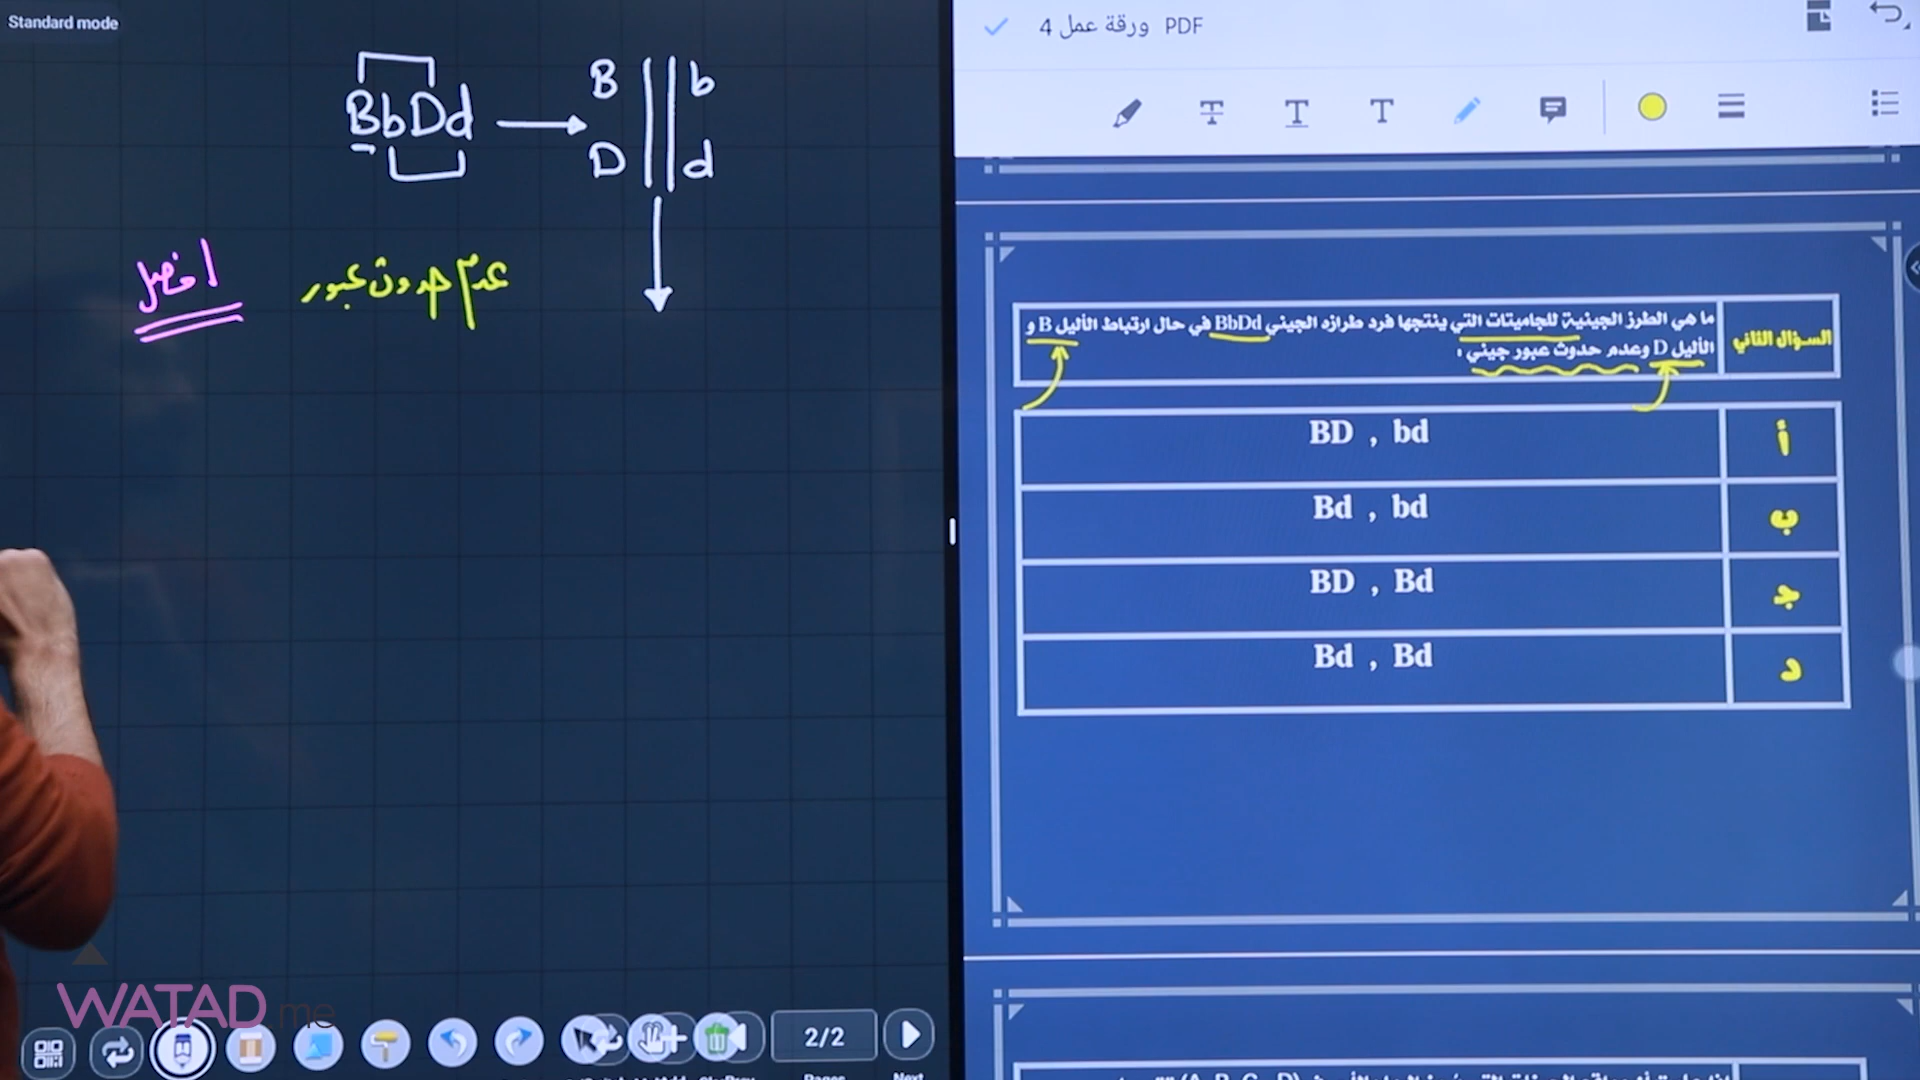 Standard mode
BbDd
B b
D d
افصل
عدم حدوث عبور
ورقة عمل 4 PDF
السؤال الثاني
ما هي الطرز الجينية للجاميتات التي ينتجها فرد طرازه الجيني BbDd في حال ارتباط الأليل B و
الأليل D وعدم حدوث عبور جيني :
أ BD , bd
ب Bd , bd
ج BD , Bd
د Bd , Bd
WATAD.me
2/2
Pages
Next